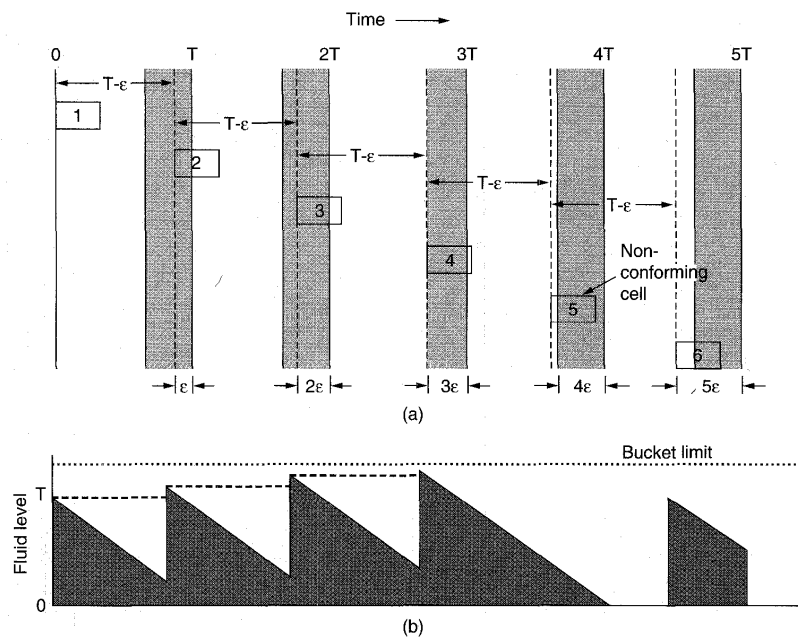 Time
0 T 2T 3T 4T 5T
T-ε
1
T-ε
2
T-ε
3
T-ε
4
T-ε
Non-
conforming
cell
5
6
ε 2ε 3ε 4ε 5ε
(a)
Bucket limit
T
Fluid level
0
(b)